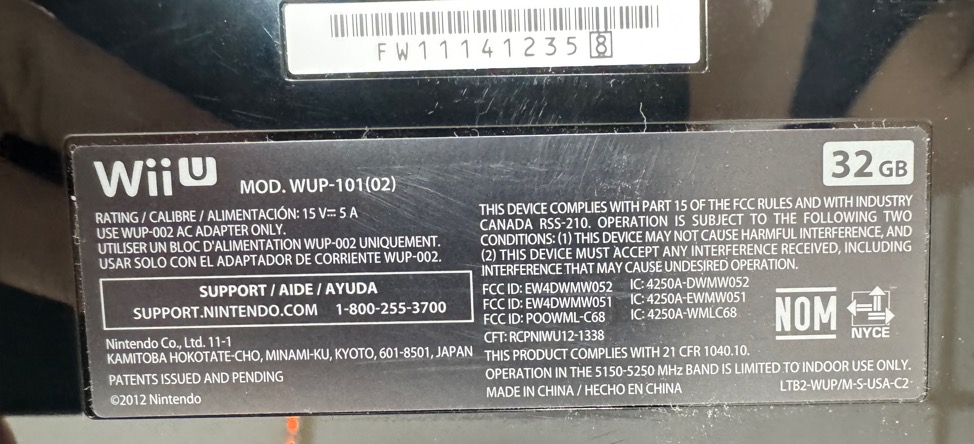 FW111412358
WiiU
MOD. WUP-101(02)
32 GB
RATING / CALIBRE / ALIMENTACIÓN: 15 V⎓ 5 A
USE WUP-002 AC ADAPTER ONLY.
UTILISER UN BLOC D'ALIMENTATION WUP-002 UNIQUEMENT.
USAR SOLO CON EL ADAPTADOR DE CORRIENTE WUP-002.
SUPPORT / AIDE / AYUDA
SUPPORT.NINTENDO.COM 1-800-255-3700
Nintendo Co., Ltd. 11-1
KAMITOBA HOKOTATE-CHO, MINAMI-KU, KYOTO, 601-8501, JAPAN
PATENTS ISSUED AND PENDING
©2012 Nintendo
THIS DEVICE COMPLIES WITH PART 15 OF THE FCC RULES AND WITH INDUSTRY
CANADA RSS-210. OPERATION IS SUBJECT TO THE FOLLOWING TWO
CONDITIONS: (1) THIS DEVICE MAY NOT CAUSE HARMFUL INTERFERENCE, AND
(2) THIS DEVICE MUST ACCEPT ANY INTERFERENCE RECEIVED, INCLUDING
INTERFERENCE THAT MAY CAUSE UNDESIRED OPERATION.
FCC ID: EW4DWMW052 IC: 4250A-DWMW052
FCC ID: EW4DWMW051 IC: 4250A-EWMW051
FCC ID: POOWML-C68 IC: 4250A-WMLC68
CFT: RCPNIWU12-1338
NOM
NYCE
THIS PRODUCT COMPLIES WITH 21 CFR 1040.10.
OPERATION IN THE 5150-5250 MHz BAND IS LIMITED TO INDOOR USE ONLY.
MADE IN CHINA / HECHO EN CHINA
LTB2-WUP/M-S-USA-C2